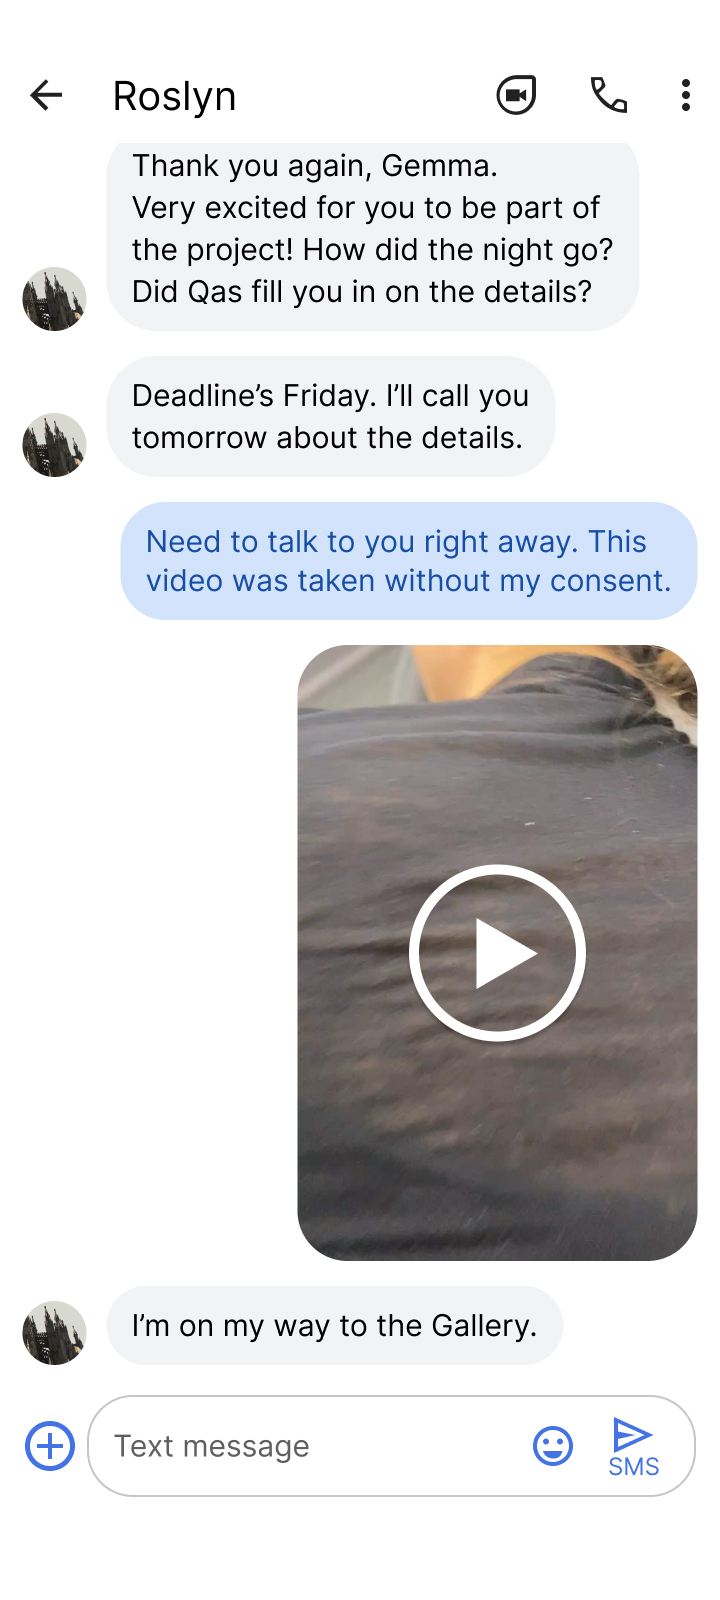 Roslyn
Thank you again, Gemma.
Very excited for you to be part of
the project! How did the night go?
Did Qas fill you in on the details?
Deadline’s Friday. I’ll call you
tomorrow about the details.
Need to talk to you right away. This
video was taken without my consent.
I’m on my way to the Gallery.
Text message
SMS